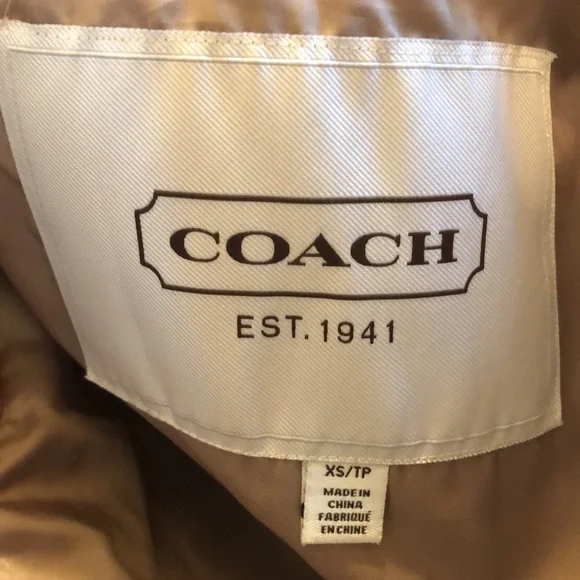 COACH
EST. 1941
XS/TP
MADE IN
CHINA
FABRIQUÉ
EN CHINE